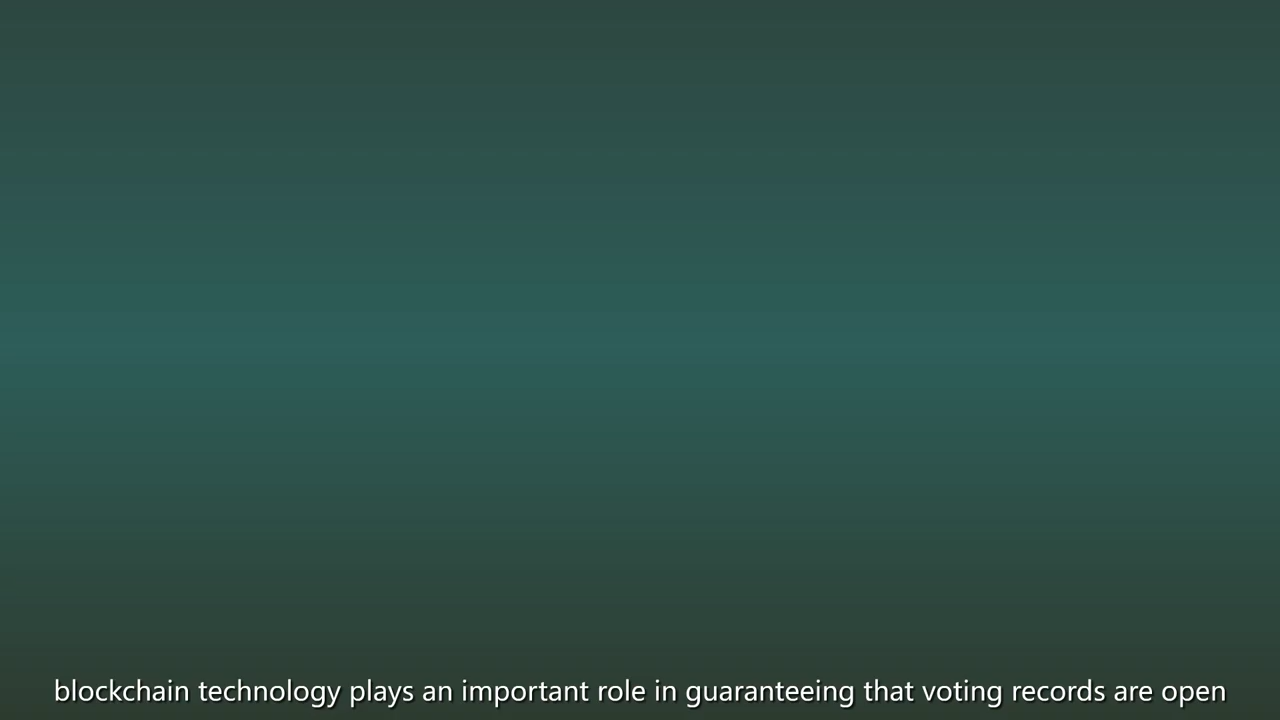 blockchain technology plays an important role in guaranteeing that voting records are open